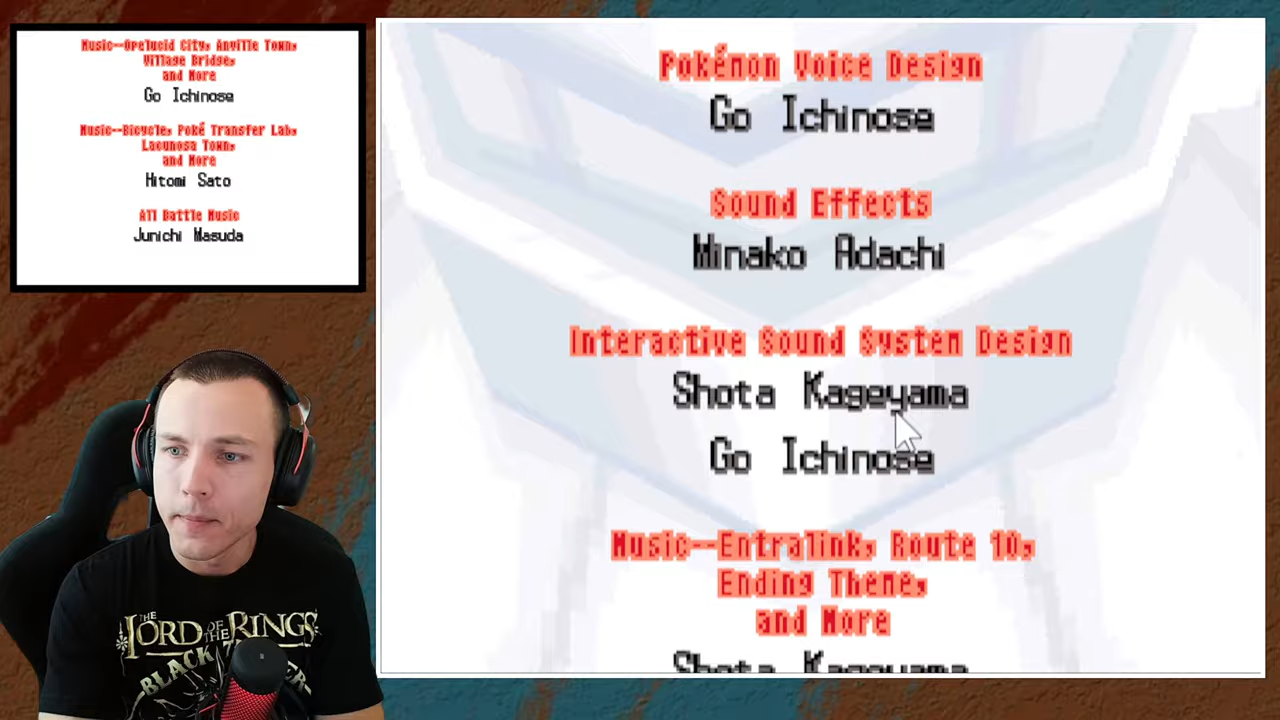 Music--Opelucid City, Anville Town,
Village Bridge,
and More
Go Ichinose
Music--Bicycle, Poké Transfer Lab,
Lacunosa Town,
and More
Hitomi Sato
All Battle Music
Junichi Masuda
Pokémon Voice Design
Go Ichinose
Sound Effects
Minako Adachi
Interactive Sound System Design
Shota Kageyama
Go Ichinose
Music--Entralink, Route 10,
Ending Theme,
and More
Shota Kageyama
THE
LORD OF THE RINGS
BLACK